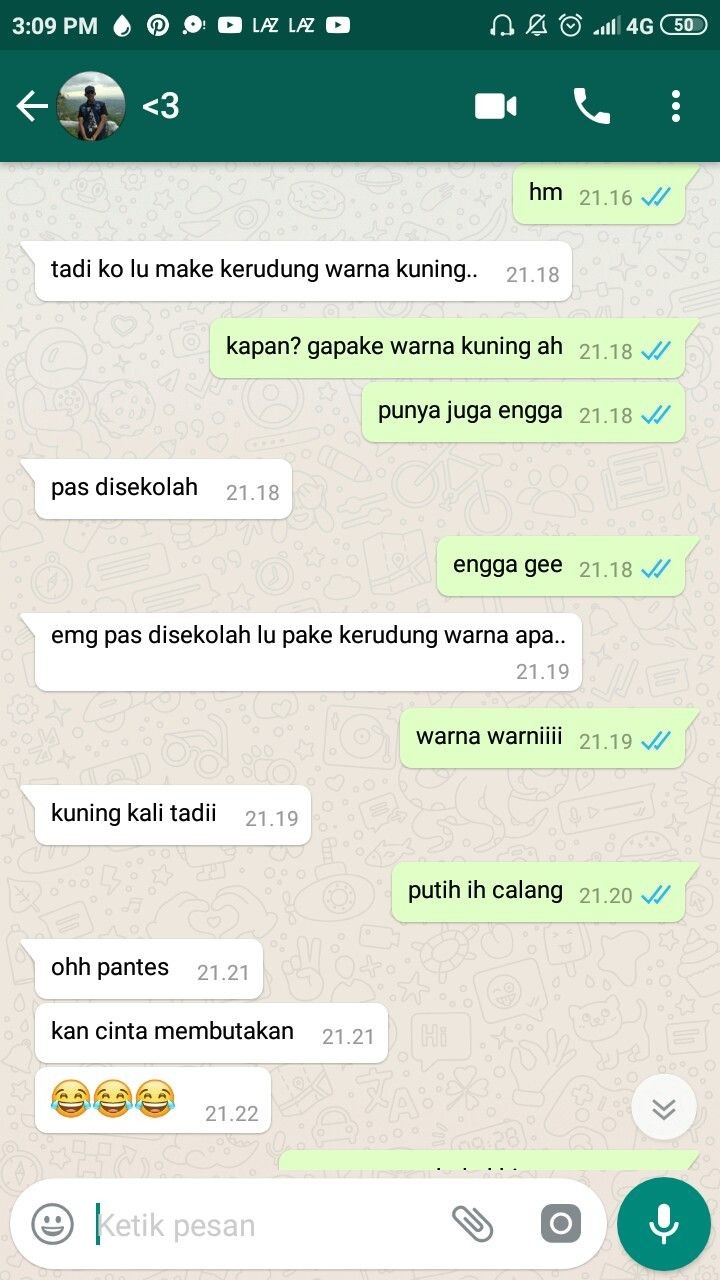 3:09 PM LAZ LAZ 4G 50
<3
hm 21.16
tadi ko lu make kerudung warna kuning.. 21.18
kapan? gapake warna kuning ah 21.18
punya juga engga 21.18
pas disekolah 21.18
engga gee 21.18
emg pas disekolah lu pake kerudung warna apa..
21.19
warna warniiii 21.19
kuning kali tadii 21.19
putih ih calang 21.20
ohh pantes 21.21
kan cinta membutakan 21.21
😂😂😂 21.22
Ketik pesan